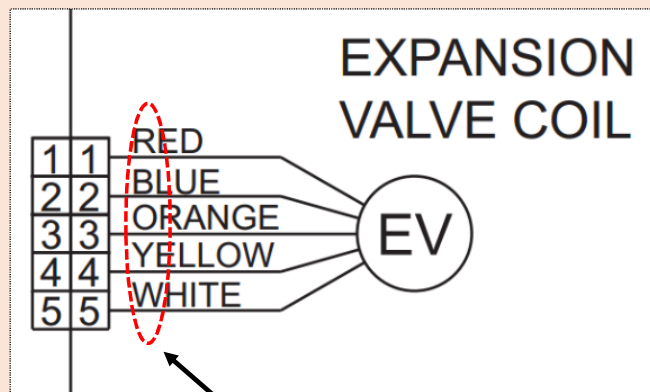 EXPANSION
VALVE COIL
1 1 RED
2 2 BLUE
3 3 ORANGE
4 4 YELLOW
5 5 WHITE
EV